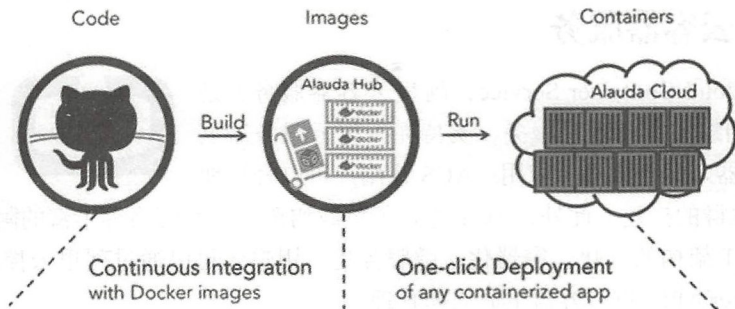 Code
Images
Containers
Alauda Hub
docker
docker
docker
Build
Run
Alauda Cloud
Continuous Integration
with Docker images
One-click Deployment
of any containerized app